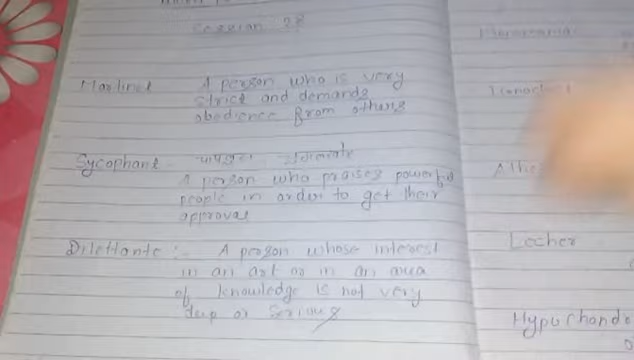 Session 28
Martinet A person who is very
strict and demands
obedience from others
Sycophant -
A person who praises powerful
people in order to get their
approval
Dilettante :- A person whose interest
in an art or in an area
of knowledge is not very
deep or serious
Lecher
Hypochondr